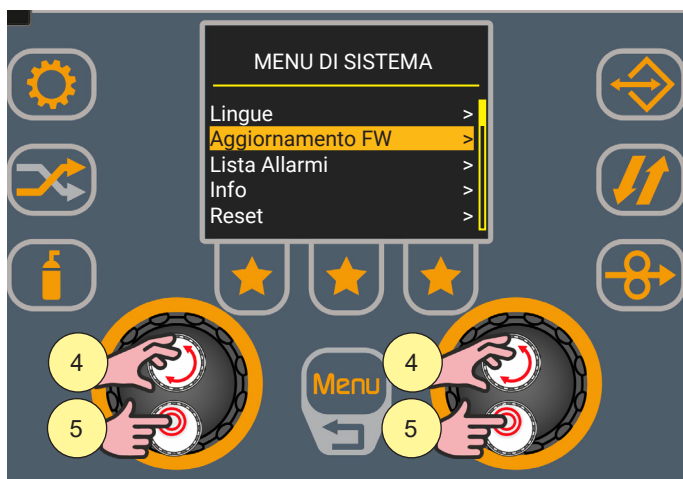 MENU DI SISTEMA
Lingue >
Aggiornamento FW >
Lista Allarmi >
Info >
Reset >
4
4
Menu
5
5